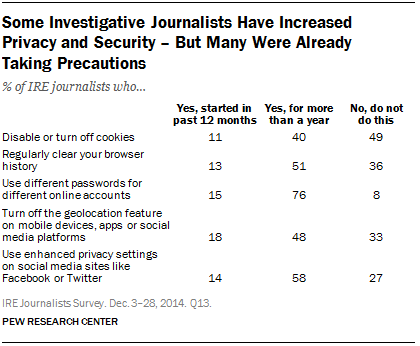 Some Investigative Journalists Have Increased
Privacy and Security – But Many Were Already
Taking Precautions
% of IRE journalists who...
Yes, started in past 12 months
Yes, for more than a year
No, do not do this
Disable or turn off cookies 11 40 49
Regularly clear your browser
history 13 51 36
Use different passwords for
different online accounts 15 76 8
Turn off the geolocation feature
on mobile devices, apps or social
media platforms 18 48 33
Use enhanced privacy settings
on social media sites like
Facebook or Twitter 14 58 27
IRE Journalists Survey. Dec. 3–28, 2014. Q13.
PEW RESEARCH CENTER